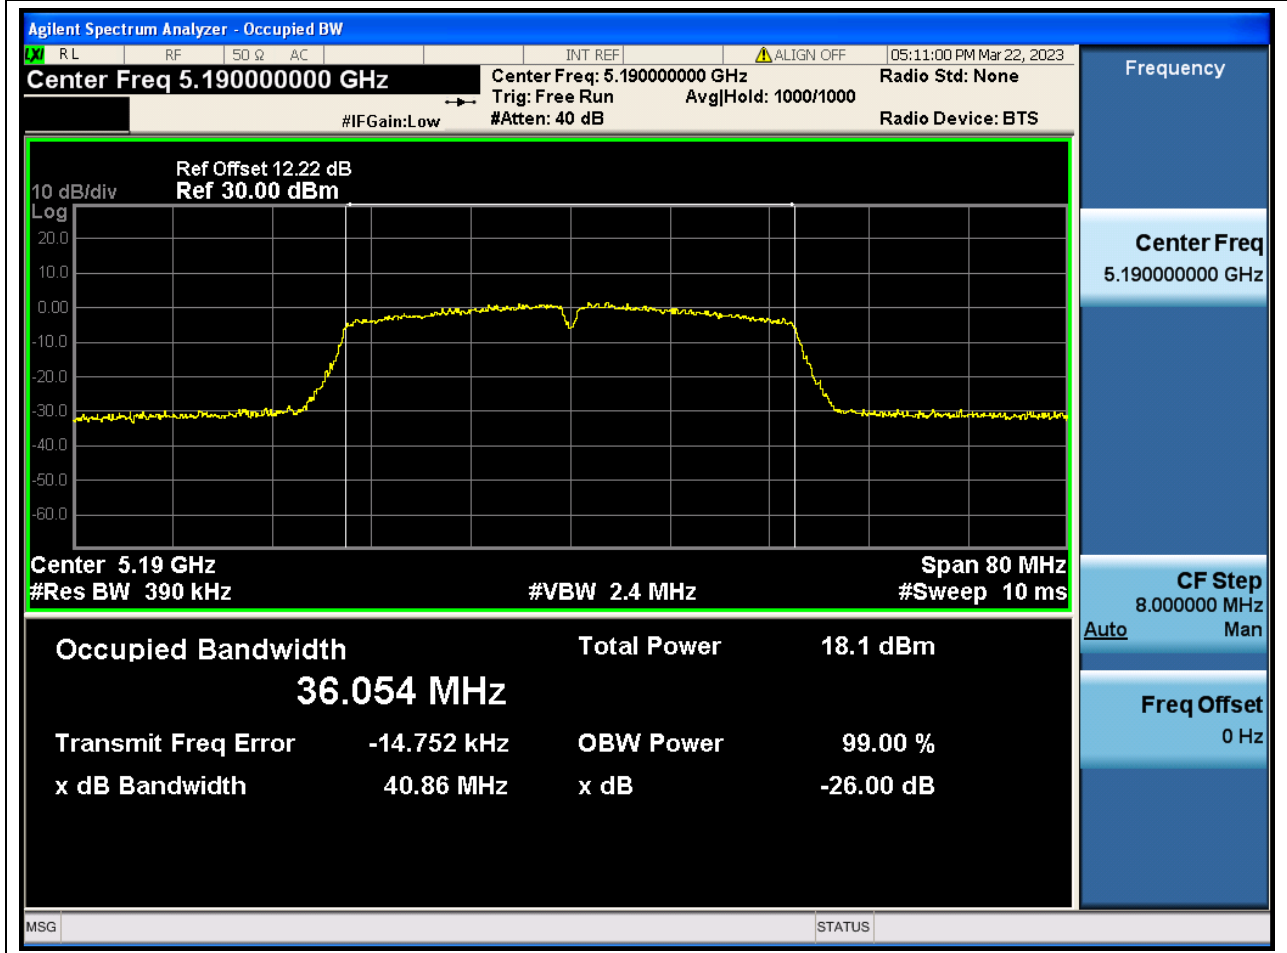 Agilent Spectrum Analyzer - Occupied BW
LXI RL RF 50 Ω AC INT REF ALIGN OFF 05:11:00 PM Mar 22, 2023
Center Freq 5.190000000 GHz
Center Freq: 5.190000000 GHz
Radio Std: None
Trig: Free Run Avg|Hold: 1000/1000
#IFGain:Low
#Atten: 40 dB
Radio Device: BTS
Ref Offset 12.22 dB
10 dB/div Ref 30.00 dBm
Log
20.0
10.0
0.00
-10.0
-20.0
-30.0
-40.0
-50.0
-60.0
Center 5.19 GHz Span 80 MHz
#Res BW 390 kHz #VBW 2.4 MHz #Sweep 10 ms
Occupied Bandwidth Total Power 18.1 dBm
36.054 MHz
Transmit Freq Error -14.752 kHz OBW Power 99.00 %
x dB Bandwidth 40.86 MHz x dB -26.00 dB
Frequency
Center Freq
5.190000000 GHz
CF Step
8.000000 MHz
Auto Man
Freq Offset
0 Hz
MSG STATUS